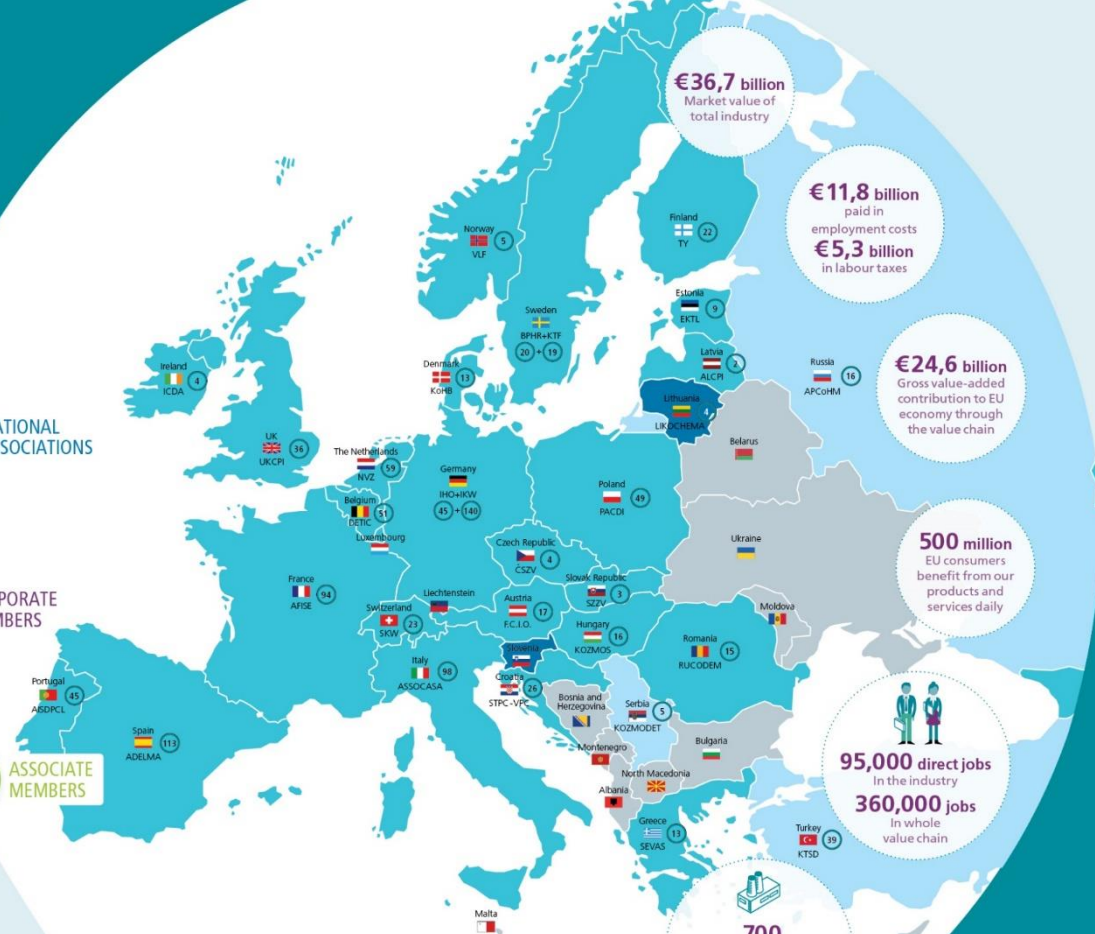 €36,7 billion
Market value of
total industry
€11,8 billion
paid in
employment costs
€5,3 billion
in labour taxes
Norway
5
VLF
Finland
22
TY
Estonia
9
EKTL
Sweden
BPHR+KTF
20 + 19
Latvia
2
ALCPI
€24,6 billion
Gross value-added
contribution to EU
economy through
the value chain
Russia
16
APCoHM
Ireland
4
ICDA
Denmark
13
KoHB
Lithuania
4
LIKOCHEMA
ATIONAL
SSOCIATIONS
UK
36
UKCPI
Belarus
The Netherlands
59
NVZ
Germany
IHO+IKW
45 + 140
Poland
49
PACDI
Belgium
51
DETIC
Luxembourg
Ukraine
500 million
EU consumers
benefit from our
products and
services daily
Czech Republic
4
ČSZV
Slovak Republic
3
SZZV
France
94
AFISE
Liechtenstein
Austria
17
F.C.I.O.
PORATE
MBERS
Switzerland
23
SKW
Hungary
16
KOZMOS
Moldova
Romania
15
RUCODEM
Slovenia
Italy
98
ASSOCASA
Croatia
26
STPC-VPC
Portugal
45
AISDPCL
Bosnia and
Herzegovina
Serbia
5
KOZMODET
Spain
113
ADELMA
Montenegro
Bulgaria
ASSOCIATE
MEMBERS
North Macedonia
Albania
95,000 direct jobs
In the industry
360,000 jobs
In whole
value chain
Greece
13
SEVAS
Turkey
39
KTSD
Malta
700